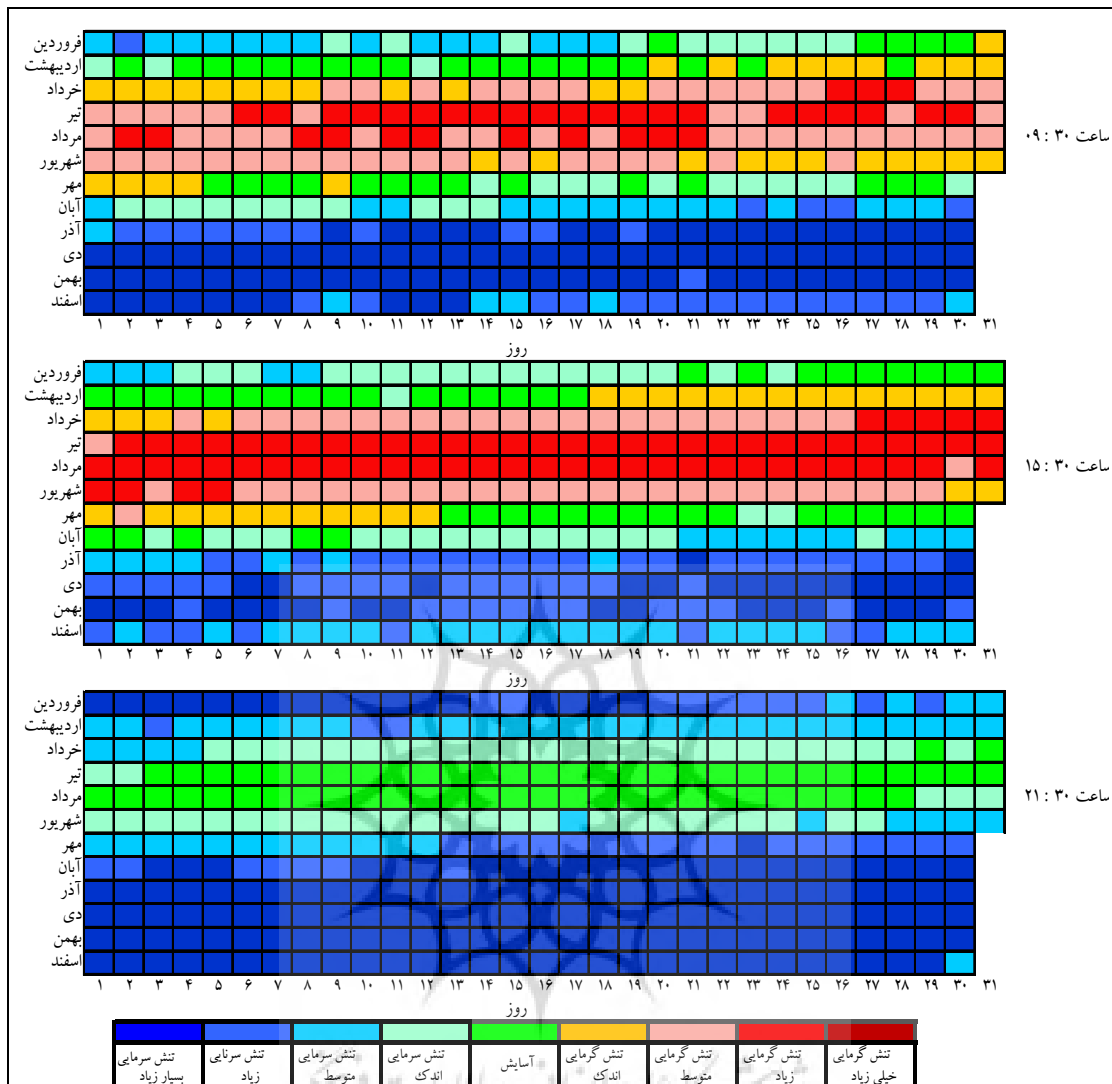 فروردین
اردیبهشت
خرداد
تیر
مرداد
شهریور
مهر
آبان
آذر
دی
بهمن
اسفند
ساعت ۳۰ : ۰۹
۱ ۲ ۳ ۴ ۵ ۶ ۷ ۸ ۹ ۱۰ ۱۱ ۱۲ ۱۳ ۱۴ ۱۵ ۱۶ ۱۷ ۱۸ ۱۹ ۲۰ ۲۱ ۲۲ ۲۳ ۲۴ ۲۵ ۲۶ ۲۷ ۲۸ ۲۹ ۳۰ ۳۱
روز
فروردین
اردیبهشت
خرداد
تیر
مرداد
شهریور
مهر
آبان
آذر
دی
بهمن
اسفند
ساعت ۳۰ : ۱۵
۱ ۲ ۳ ۴ ۵ ۶ ۷ ۸ ۹ ۱۰ ۱۱ ۱۲ ۱۳ ۱۴ ۱۵ ۱۶ ۱۷ ۱۸ ۱۹ ۲۰ ۲۱ ۲۲ ۲۳ ۲۴ ۲۵ ۲۶ ۲۷ ۲۸ ۲۹ ۳۰ ۳۱
روز
فروردین
اردیبهشت
خرداد
تیر
مرداد
شهریور
مهر
آبان
آذر
دی
بهمن
اسفند
ساعت ۳۰ : ۲۱
۱ ۲ ۳ ۴ ۵ ۶ ۷ ۸ ۹ ۱۰ ۱۱ ۱۲ ۱۳ ۱۴ ۱۵ ۱۶ ۱۷ ۱۸ ۱۹ ۲۰ ۲۱ ۲۲ ۲۳ ۲۴ ۲۵ ۲۶ ۲۷ ۲۸ ۲۹ ۳۰ ۳۱
روز
تنش گرمایی
خیلی زیاد
تنش گرمایی
زیاد
تنش گرمایی
متوسط
تنش گرمایی
اندک
آسایش
تنش سرمایی
اندک
تنش سرمایی
متوسط
تنش سرنایی
زیاد
تنش سرمایی
بسیار زیاد